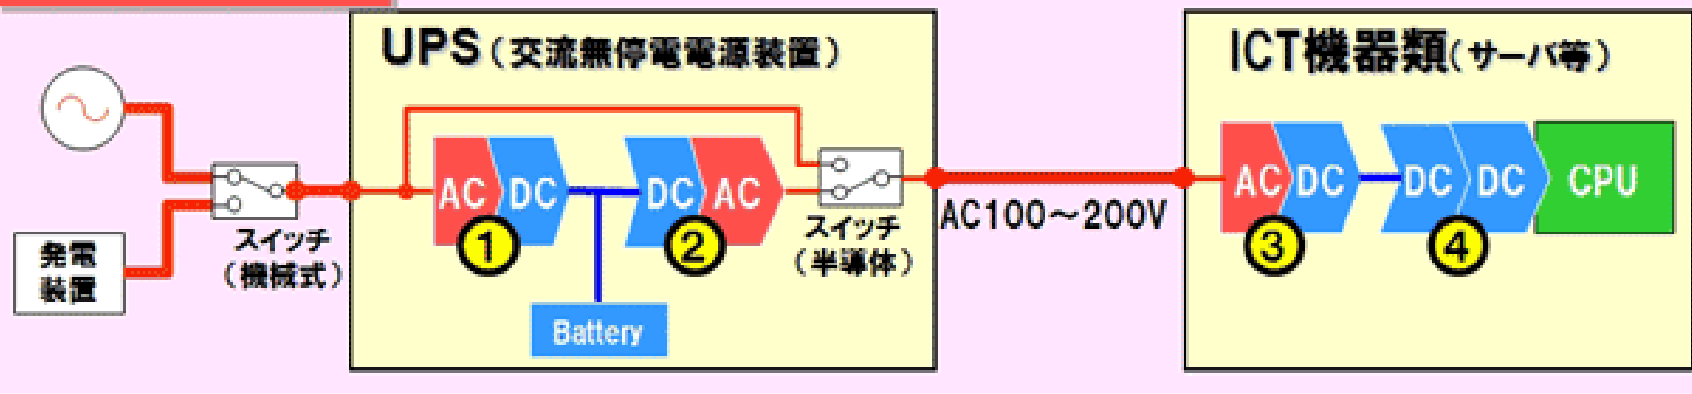 UPS(交流無停電電源装置)
ICT機器類(サーバ等)
AC DC
DC AC
AC DC
DC DC
CPU
①
②
③
④
AC100～200V
スイッチ
(機械式)
スイッチ
(半導体)
発電
装置
Battery